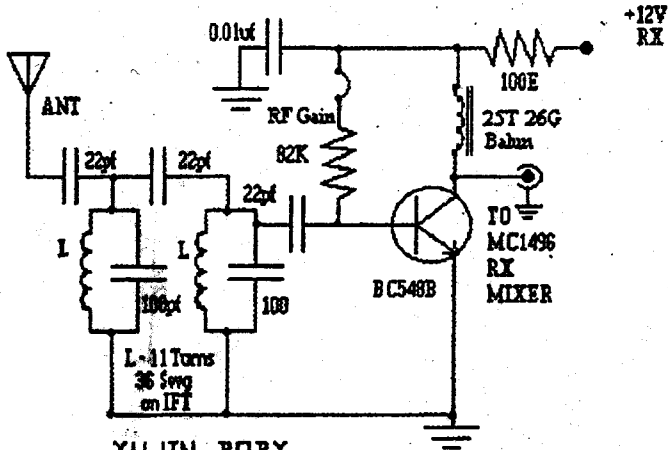 +12V
RX
0.01uf
100E
ANT
RF Gain
25T 26G
Balun
82K
22pf
22pf
22pf
TO
MC1496
RX
MIXER
L
L
BC548B
100pf
100
L-11 Turns
36 Swg
on IFT